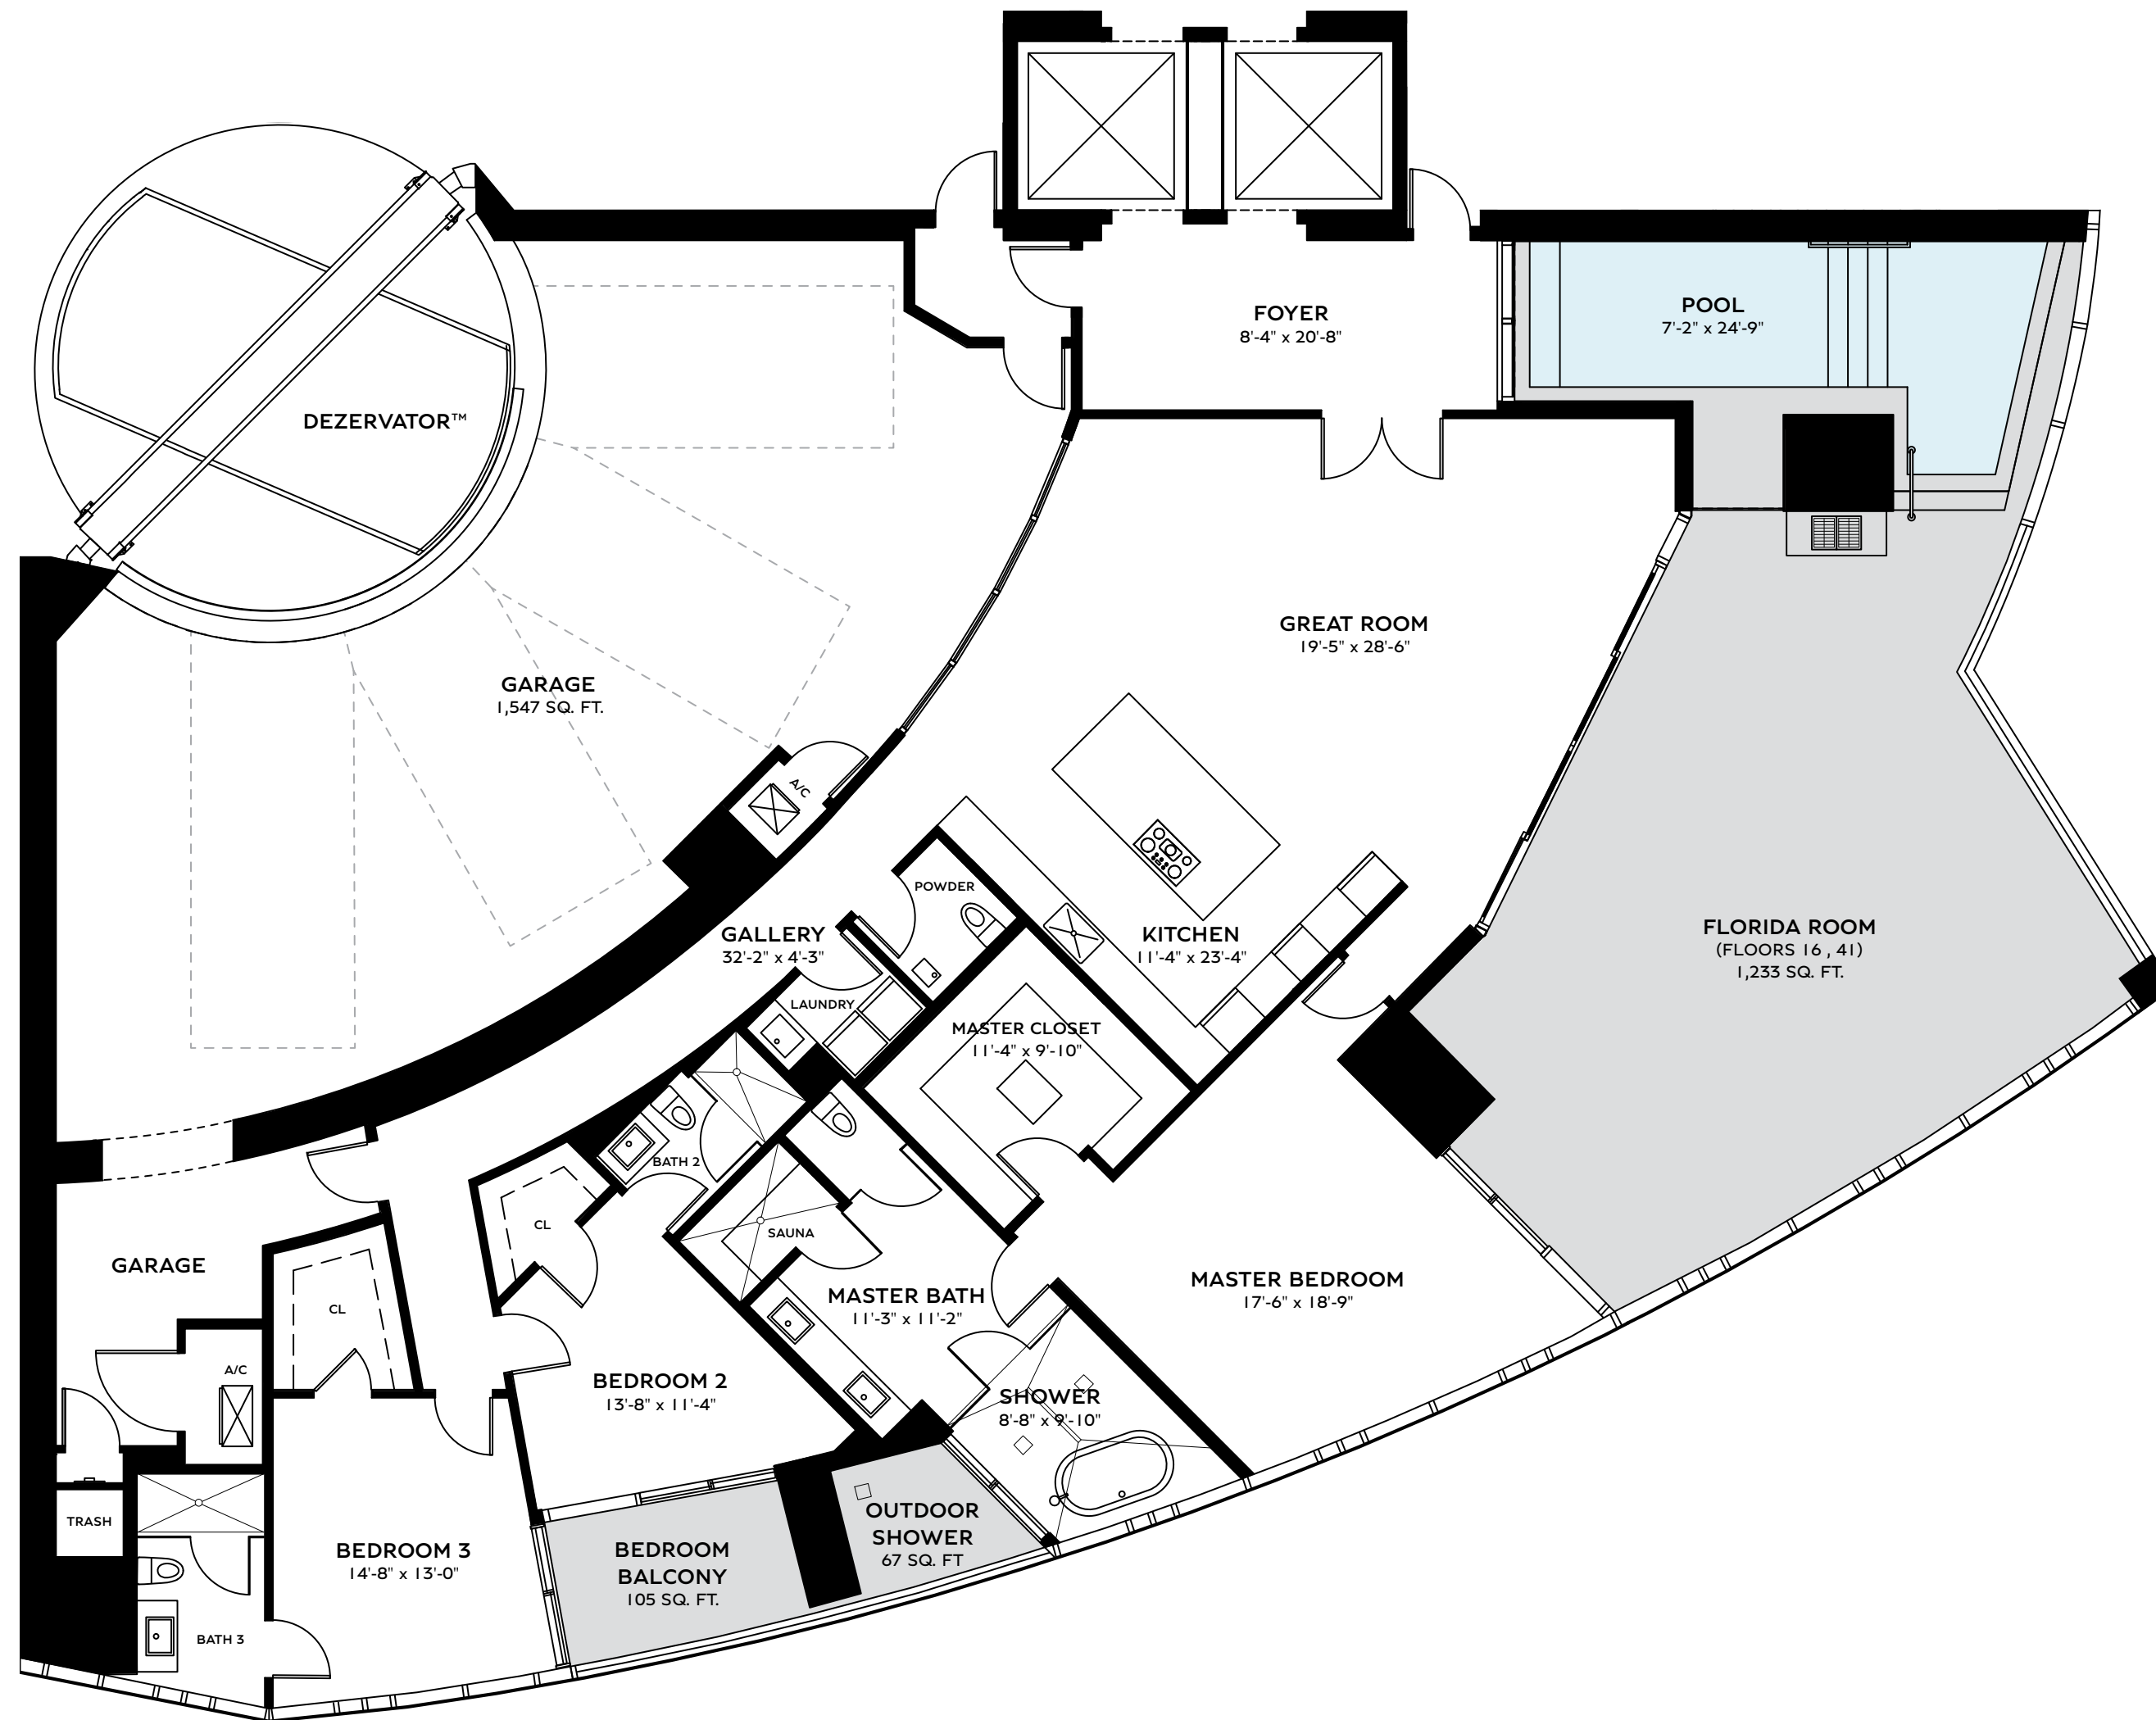 FOYER
8'-4" x 20'-8"
POOL
7'-2" x 24'-9"
DEZERVATOR™
GREAT ROOM
19'-5" x 28'-6"
GARAGE
1,547 SQ. FT.
A/C
POWDER
GALLERY
32'-2" x 4'-3"
KITCHEN
11'-4" x 23'-4"
FLORIDA ROOM
(FLOORS 16 , 41)
1,233 SQ. FT.
LAUNDRY
MASTER CLOSET
11'-4" x 9'-10"
BATH 2
CL
SAUNA
GARAGE
CL
MASTER BATH
11'-3" x 11'-2"
MASTER BEDROOM
17'-6" x 18'-9"
A/C
BEDROOM 2
13'-8" x 11'-4"
SHOWER
8'-8" x 9'-10"
TRASH
OUTDOOR
SHOWER
67 SQ. FT
BEDROOM 3
14'-8" x 13'-0"
BEDROOM
BALCONY
105 SQ. FT.
BATH 3